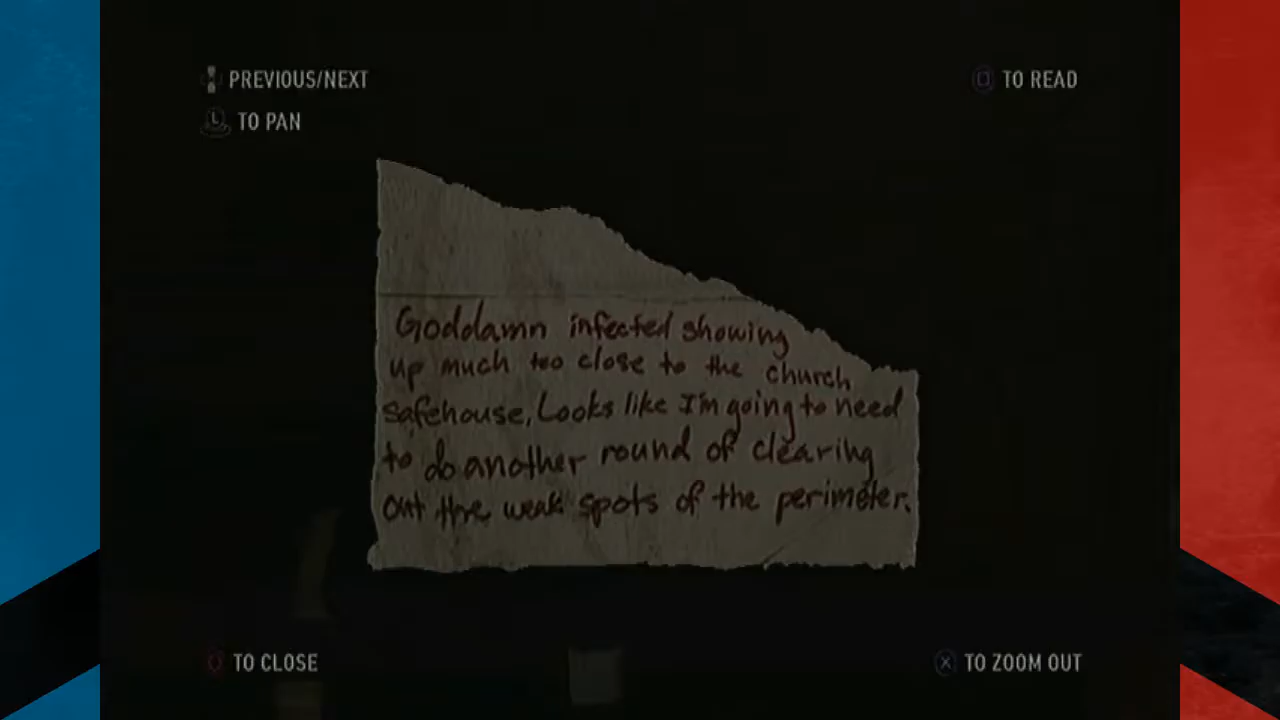 PREVIOUS/NEXT
TO READ
L TO PAN
Goddamn infected showing
up much too close to the church
safehouse, Looks like I'm going to need
to do another round of clearing
out the weak spots of the perimeter.
TO CLOSE
X TO ZOOM OUT